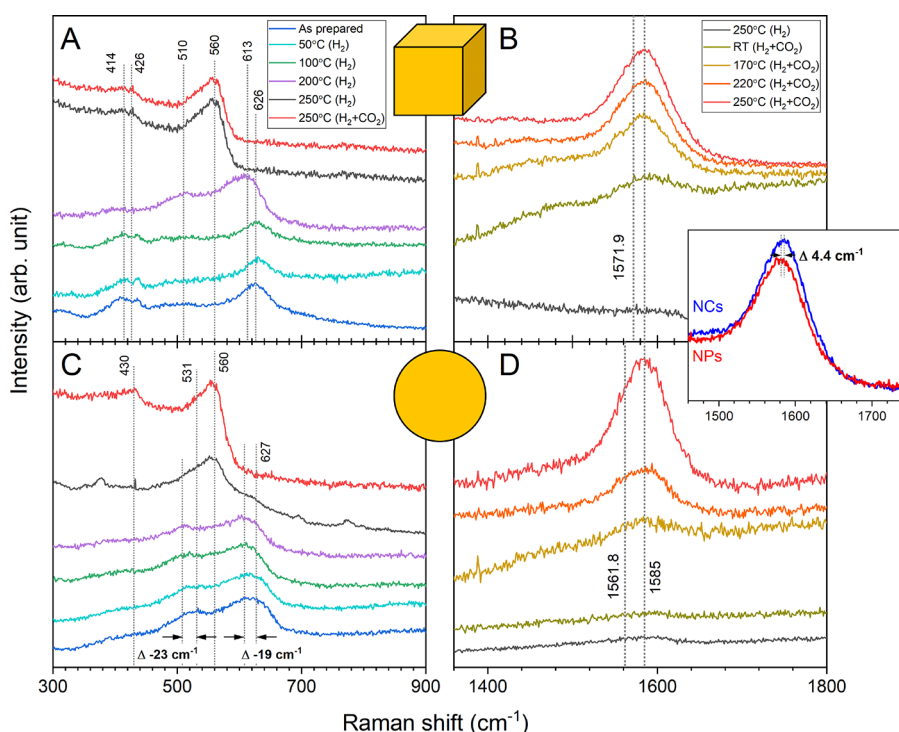 A
As prepared
50°C (H₂)
100°C (H₂)
200°C (H₂)
250°C (H₂)
250°C (H₂+CO₂)
414
426
510
560
613
626
B
250°C (H₂)
RT (H₂+CO₂)
170°C (H₂+CO₂)
220°C (H₂+CO₂)
250°C (H₂+CO₂)
1571.9
Δ 4.4 cm⁻¹
NCs
NPs
1500 1600 1700
C
430
531
560
627
Δ -23 cm⁻¹
Δ -19 cm⁻¹
D
1561.8
1585
300 500 700 900
1400 1600 1800
Intensity (arb. unit)
Raman shift (cm⁻¹)